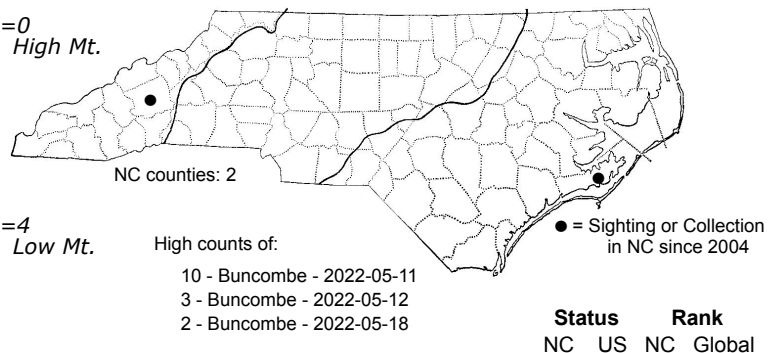 =0
High Mt.
NC counties: 2
=4
Low Mt.
High counts of:
10 - Buncombe - 2022-05-11
3 - Buncombe - 2022-05-12
2 - Buncombe - 2022-05-18
● = Sighting or Collection
in NC since 2004
Status Rank
NC US NC Global